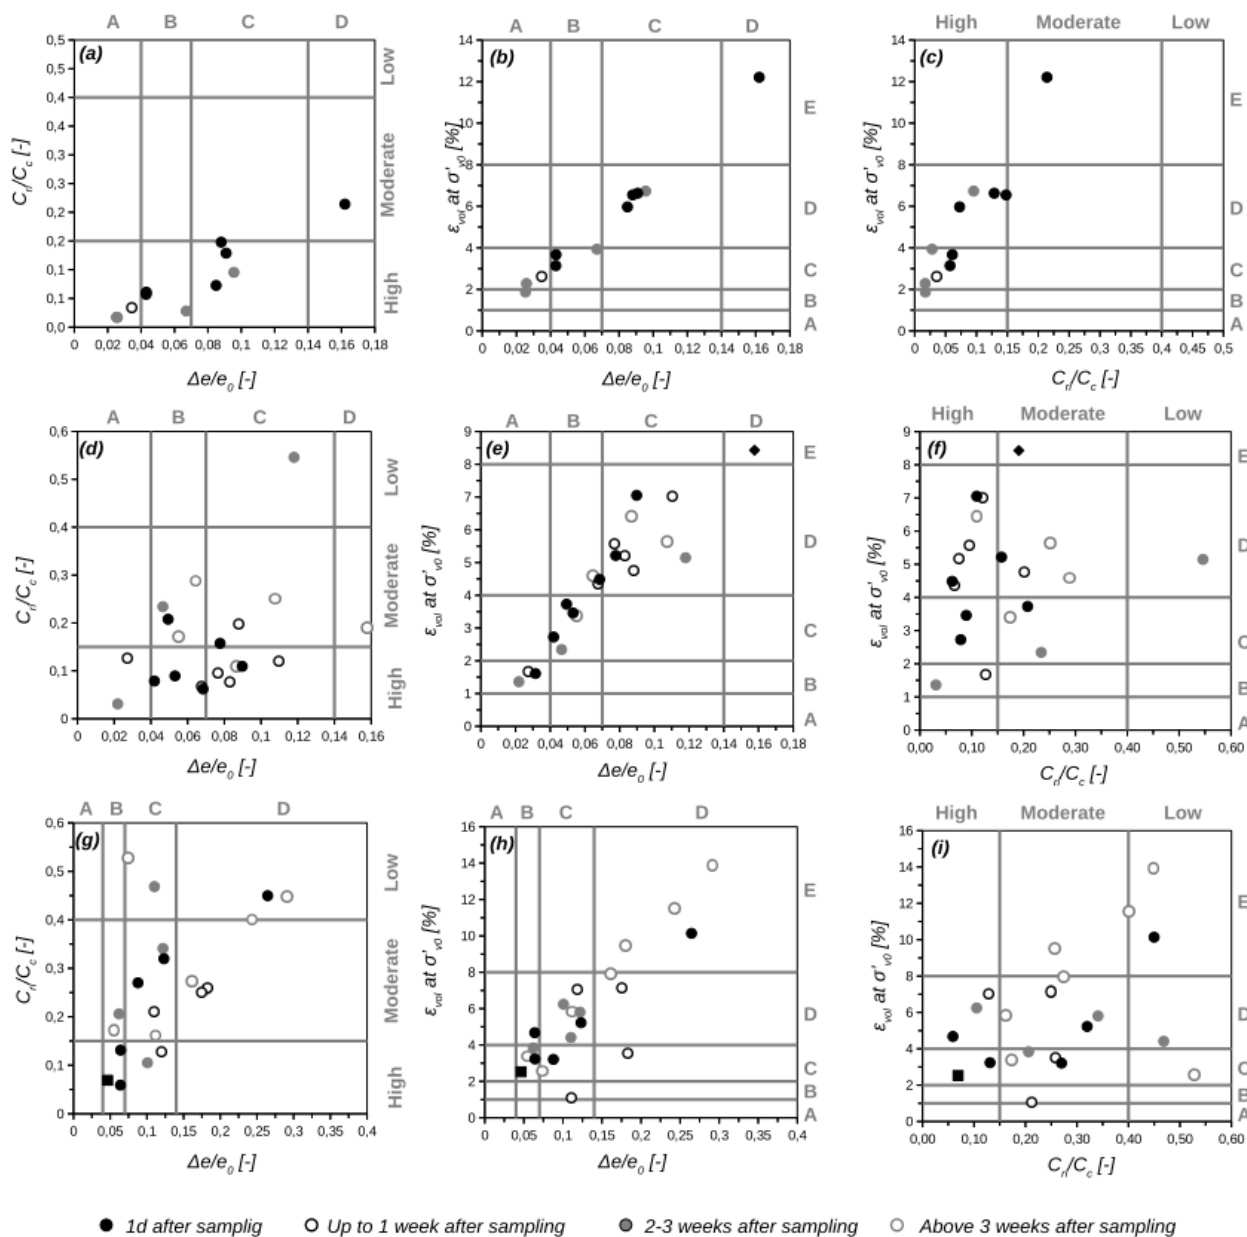 A B C D
(a)
0,5
0,5
0,4
0,4
0,3
0,3
0,2
0,2
0,1
0,1
0,0
Cr/Cc [-]
Low
Moderate
High
0 0,02 0,04 0,06 0,08 0,1 0,12 0,14 0,16 0,18
Δe/e0 [-]
A B C D
(b)
14
12
10
8
6
4
2
0
εvol at σ'v0 [%]
E
D
C
B
A
0 0,02 0,04 0,06 0,08 0,1 0,12 0,14 0,16 0,18
Δe/e0 [-]
High Moderate Low
(c)
14
12
10
8
6
4
2
0
εvol at σ'v0 [%]
E
D
C
B
A
0 0,05 0,1 0,15 0,2 0,25 0,3 0,35 0,4 0,45 0,5
Cr/Cc [-]
A B C D
(d)
0,6
0,5
0,4
0,3
0,2
0,1
0
Cr/Cc [-]
Low
Moderate
High
0 0,02 0,04 0,06 0,08 0,1 0,12 0,14 0,16
Δe/e0 [-]
A B C D
(e)
9
8
7
6
5
4
3
2
1
0
εvol at σ'v0 [%]
E
D
C
B
A
0 0,02 0,04 0,06 0,08 0,1 0,12 0,14 0,16 0,18
Δe/e0 [-]
High Moderate Low
(f)
9
8
7
6
5
4
3
2
1
0
εvol at σ'v0 [%]
E
D
C
B
A
0,00 0,10 0,20 0,30 0,40 0,50 0,60
Cr/Cc [-]
A B C D
(g)
0,6
0,5
0,4
0,3
0,2
0,1
0
Cr/Cc [-]
Low
Moderate
High
0 0,05 0,1 0,15 0,2 0,25 0,3 0,35 0,4
Δe/e0 [-]
A B C D
(h)
16
14
12
10
8
6
4
2
0
εvol at σ'v0 [%]
E
D
C
B
A
0 0,05 0,1 0,15 0,2 0,25 0,3 0,35 0,4
Δe/e0 [-]
High Moderate Low
(i)
16
14
12
10
8
6
4
2
0
εvol at σ'v0 [%]
E
D
C
B
A
0,00 0,10 0,20 0,30 0,40 0,50 0,60
Cr/Cc [-]
1d after samplig Up to 1 week after sampling 2-3 weeks after sampling Above 3 weeks after sampling